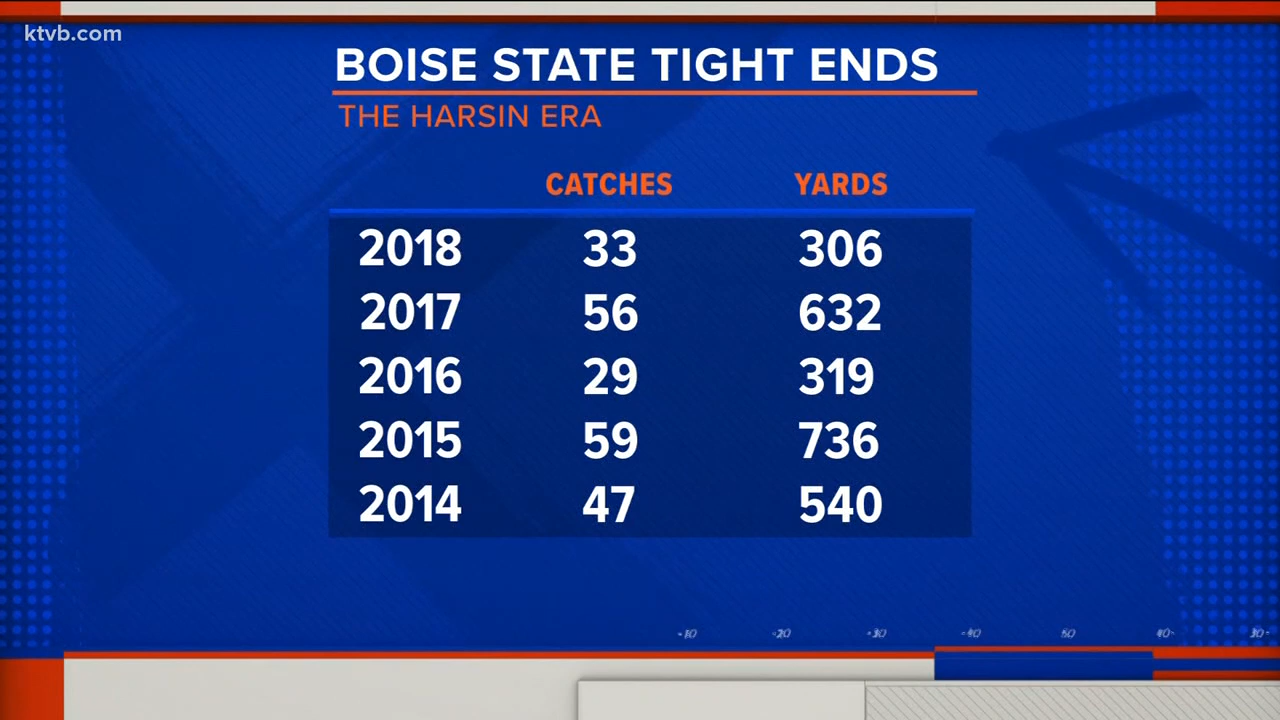 ktvb.com
BOISE STATE TIGHT ENDS
THE HARSIN ERA
CATCHES YARDS
2018 33 306
2017 56 632
2016 29 319
2015 59 736
2014 47 540